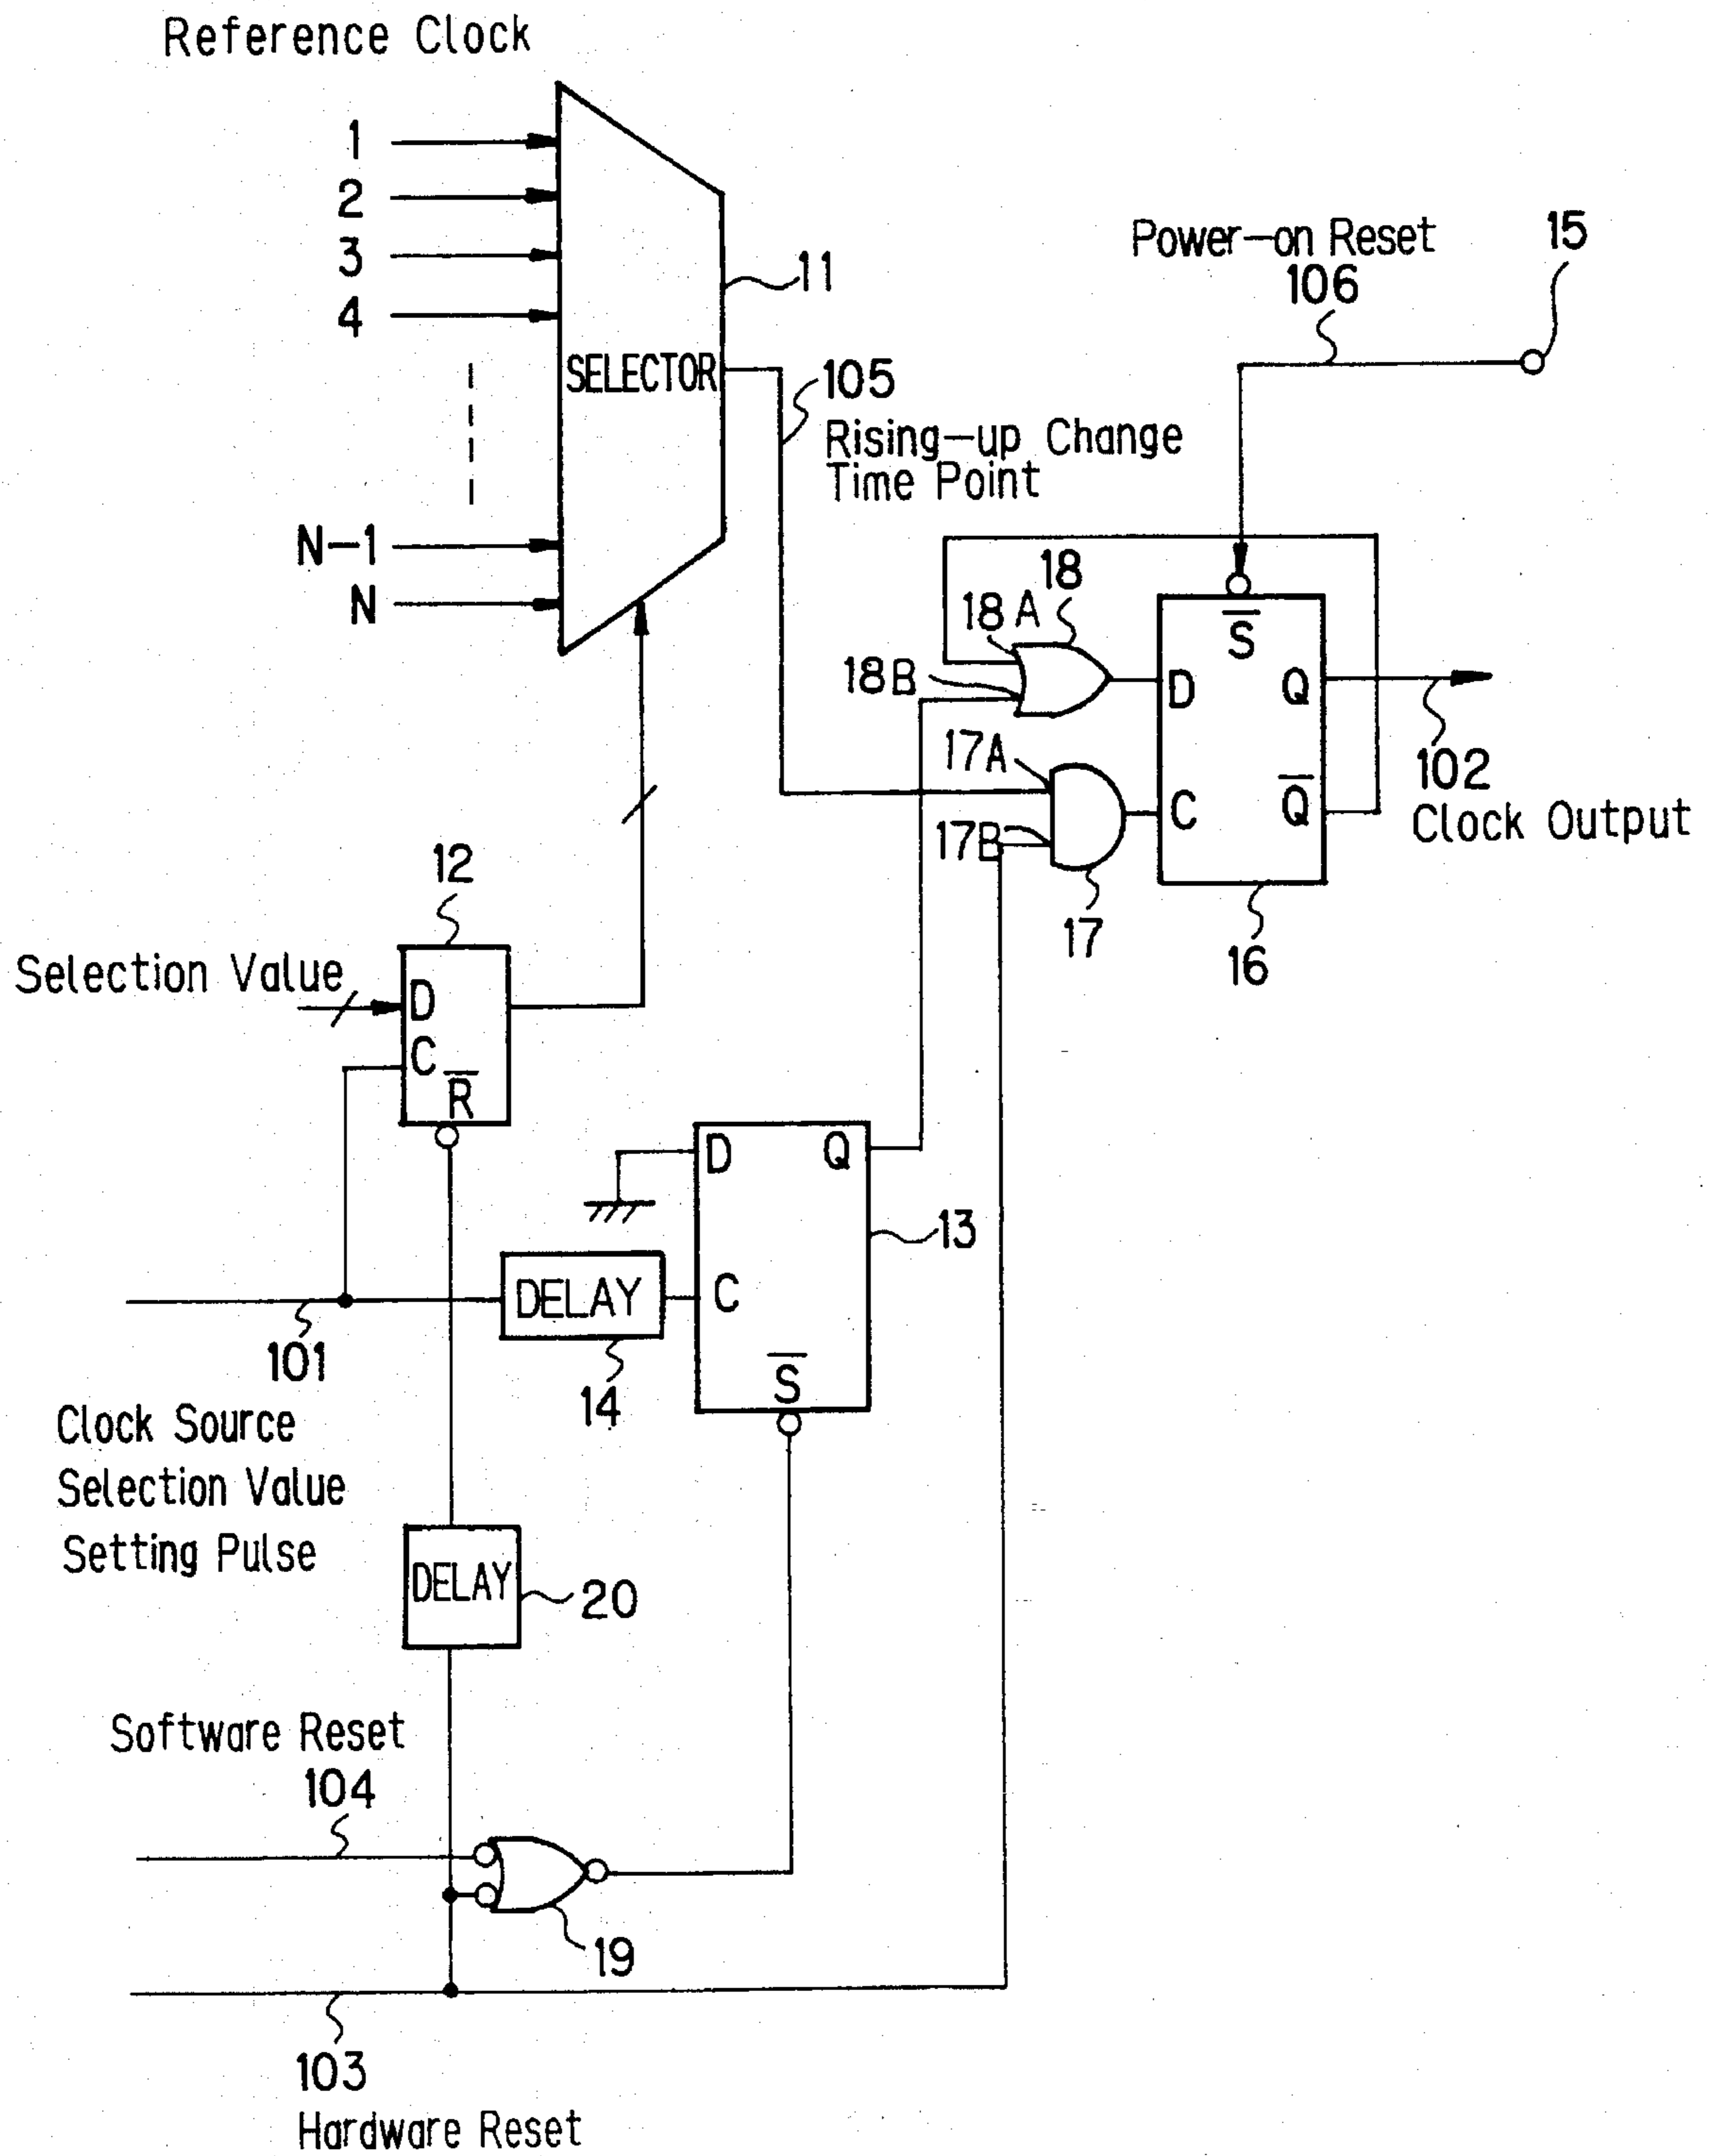 Reference Clock
1
2
3
4
N-1
N
SELECTOR
11
105
Rising-up Change
Time Point
Power-on Reset
106
15
18
18A
18B
17A
17B
17
D
C
S
Q
Q
16
102
Clock Output
12
Selection Value
D
C
R
D
Q
C
S
13
DELAY
14
101
Clock Source
Selection Value
Setting Pulse
DELAY
20
Software Reset
104
19
103
Hardware Reset